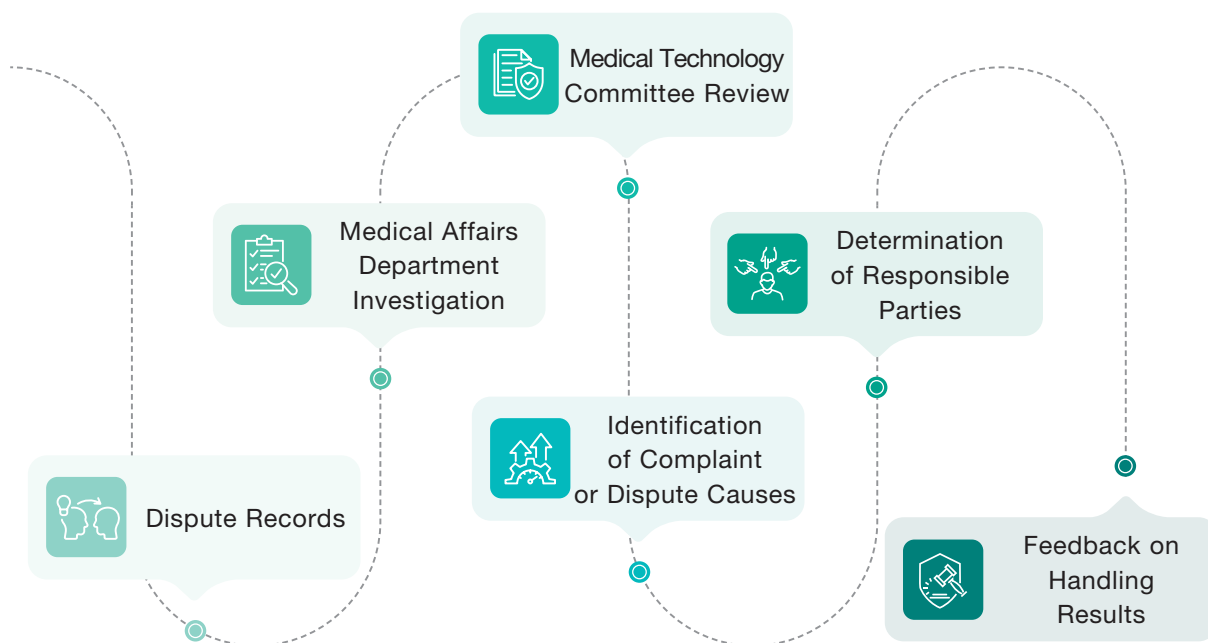 Dispute Records
Medical Affairs
Department
Investigation
Medical Technology
Committee Review
Identification
of Complaint
or Dispute Causes
Determination
of Responsible
Parties
Feedback on
Handling
Results